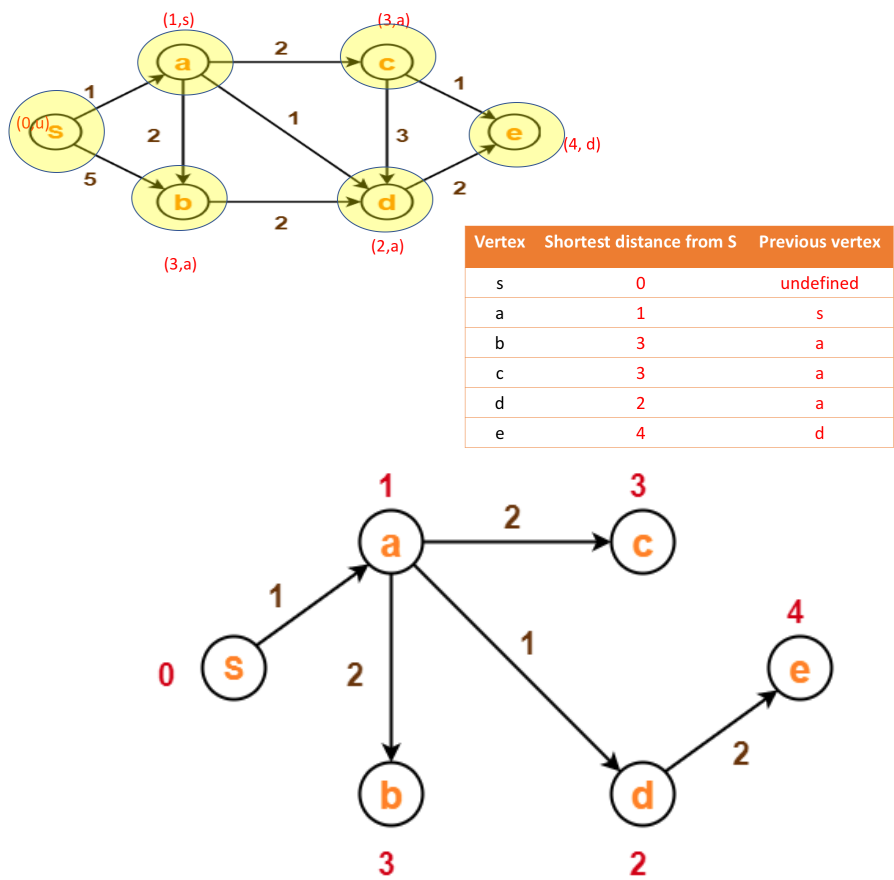 (1,s)
(3,a)
a
2
c
1
1
(0,u)
s
2
1
3
e
(4, d)
5
b
2
d
2
(2,a)
(3,a)
Vertex Shortest distance from S Previous vertex
s 0 undefined
a 1 s
b 3 a
c 3 a
d 2 a
e 4 d
1
3
2
a
c
1
4
1
0
s
2
e
2
b
d
3
2